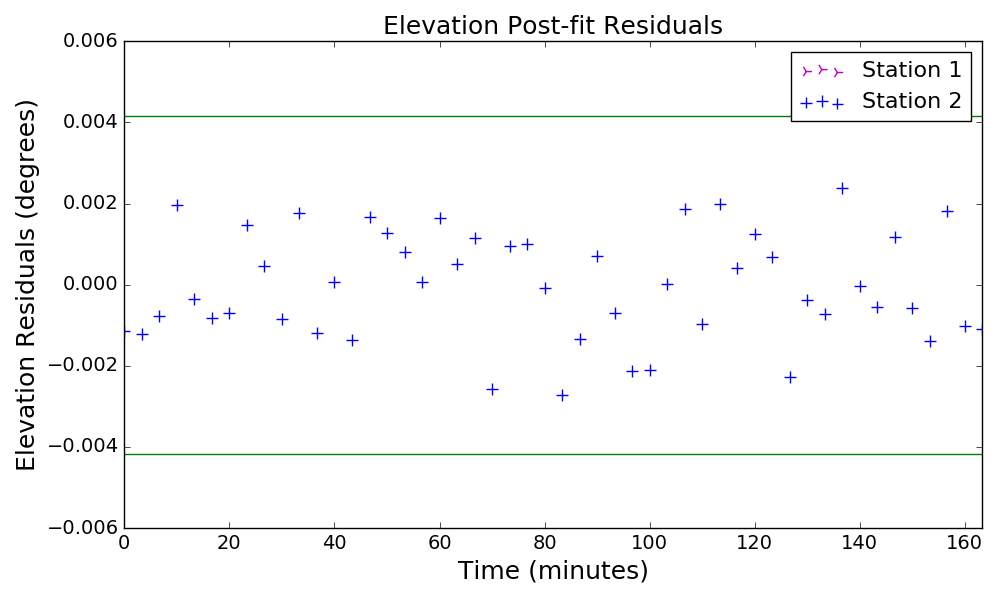 Elevation Post-fit Residuals
0.006
0.004
0.002
0.000
−0.002
−0.004
−0.006
Elevation Residuals (degrees)
Station 1
Station 2
0 20 40 60 80 100 120 140 160
Time (minutes)